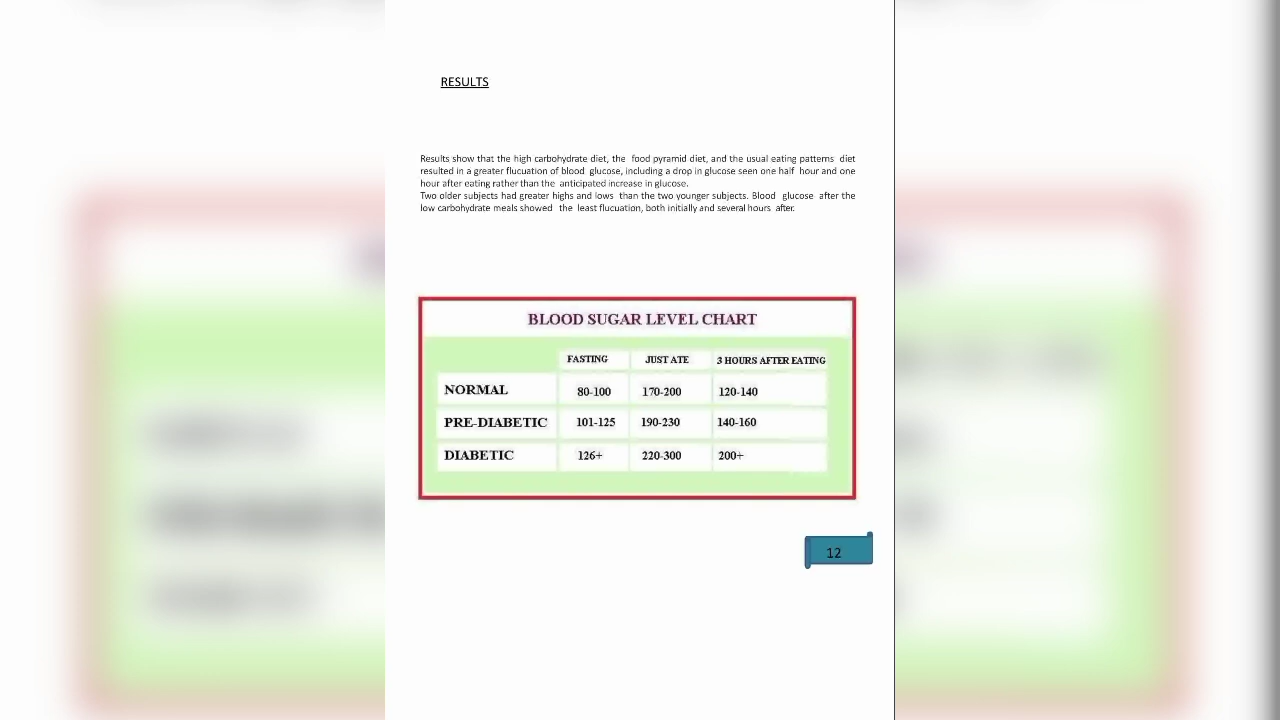 RESULTS
Results show that the high carbohydrate diet, the food pyramid diet, and the usual eating patterns diet
resulted in a greater flucuation of blood glucose, including a drop in glucose seen one half hour and one
hour after eating rather than the anticipated increase in glucose.
Two older subjects had greater highs and lows than the two younger subjects. Blood glucose after the
low carbohydrate meals showed the least flucuation, both initially and several hours after.
BLOOD SUGAR LEVEL CHART
FASTING JUST ATE 3 HOURS AFTER EATING
NORMAL 80-100 170-200 120-140
PRE-DIABETIC 101-125 190-230 140-160
DIABETIC 126+ 220-300 200+
12